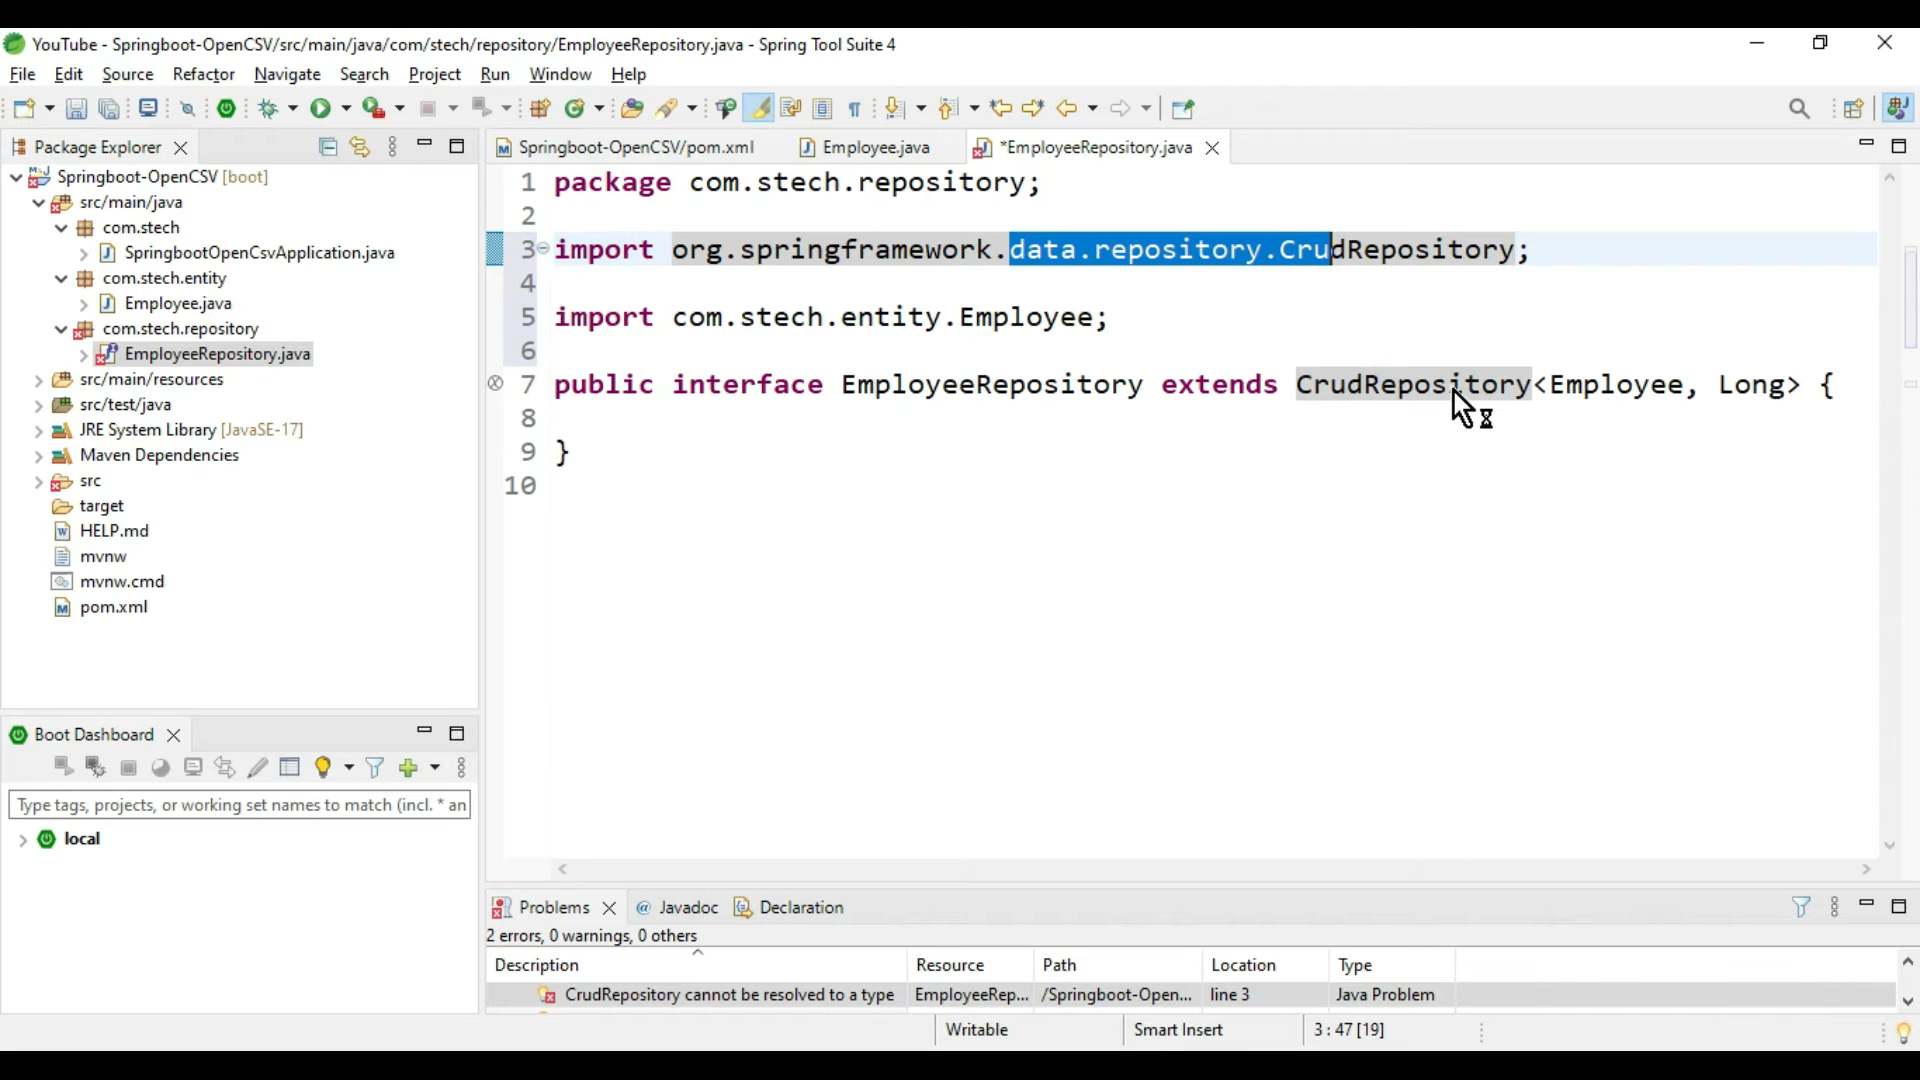 YouTube - Springboot-OpenCSV/src/main/java/com/stech/repository/EmployeeRepository.java - Spring Tool Suite 4
File Edit Source Refactor Navigate Search Project Run Window Help
Package Explorer
Springboot-OpenCSV [boot]
src/main/java
com.stech
SpringbootOpenCsvApplication.java
com.stech.entity
Employee.java
com.stech.repository
EmployeeRepository.java
src/main/resources
src/test/java
JRE System Library [JavaSE-17]
Maven Dependencies
src
target
HELP.md
mvnw
mvnw.cmd
pom.xml
Boot Dashboard
Type tags, projects, or working set names to match (incl. * an
local
Springboot-OpenCSV/pom.xml Employee.java *EmployeeRepository.java
1 package com.stech.repository;
2
3 import org.springframework.data.repository.CrudRepository;
4
5 import com.stech.entity.Employee;
6
7 public interface EmployeeRepository extends CrudRepository<Employee, Long> {
8
9 }
10
Problems @ Javadoc Declaration
2 errors, 0 warnings, 0 others
Description Resource Path Location Type
CrudRepository cannot be resolved to a type EmployeeRep... /Springboot-Open... line 3 Java Problem
Writable Smart Insert 3 : 47 [19]